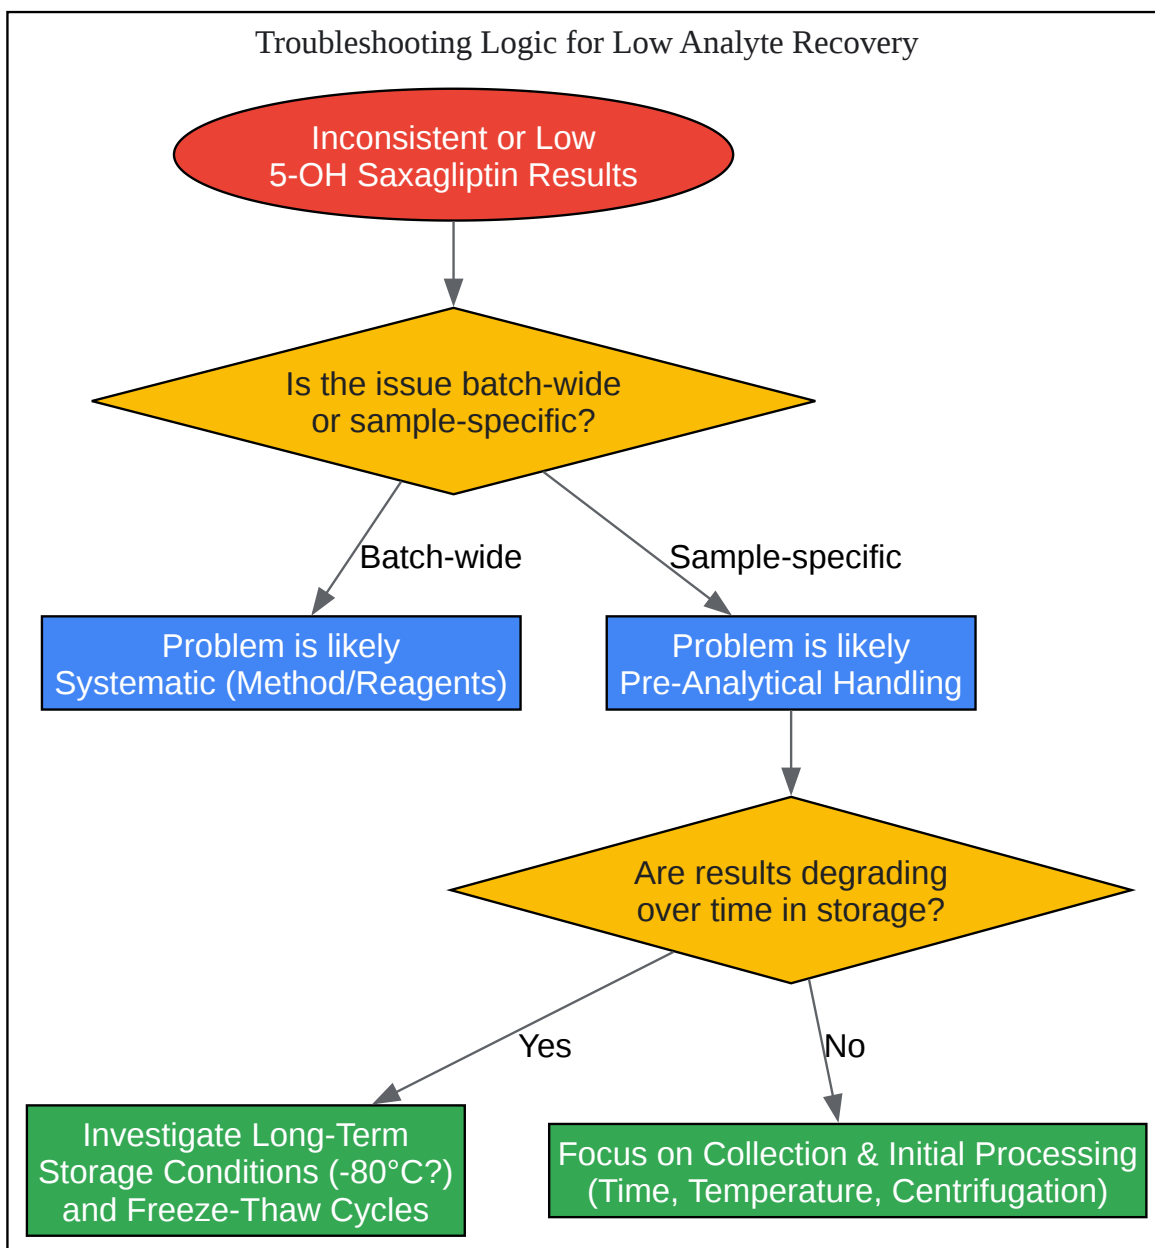 Troubleshooting Logic for Low Analyte Recovery
Inconsistent or Low
5-OH Saxagliptin Results
Is the issue batch-wide
or sample-specific?
Batch-wide
Sample-specific
Problem is likely
Systematic (Method/Reagents)
Problem is likely
Pre-Analytical Handling
Are results degrading
over time in storage?
Yes
No
Investigate Long-Term
Storage Conditions (-80°C?)
and Freeze-Thaw Cycles
Focus on Collection & Initial Processing
(Time, Temperature, Centrifugation)